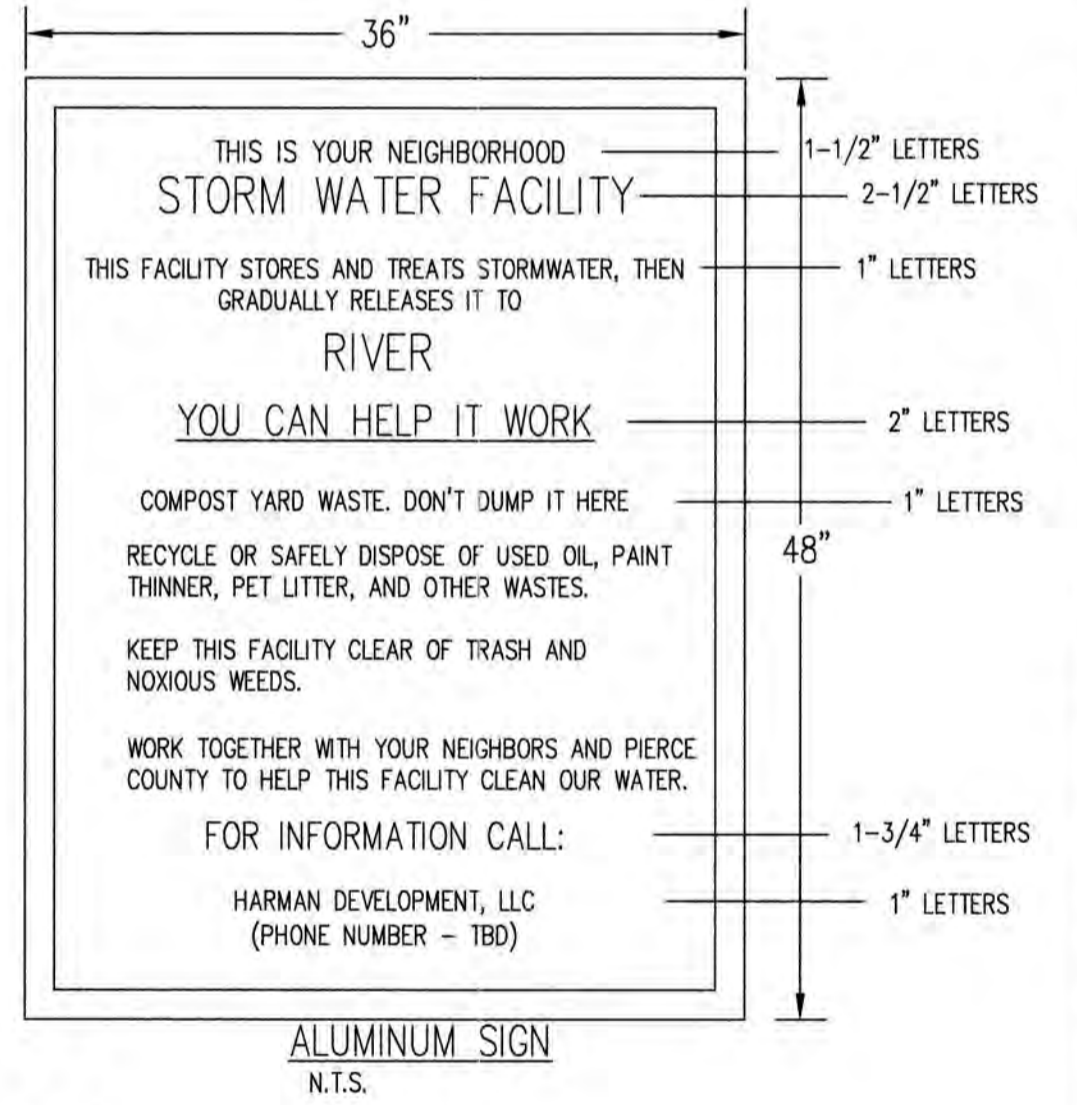 36"
THIS IS YOUR NEIGHBORHOOD
1-1/2" LETTERS
STORM WATER FACILITY
2-1/2" LETTERS
THIS FACILITY STORES AND TREATS STORMWATER, THEN
1" LETTERS
GRADUALLY RELEASES IT TO
RIVER
YOU CAN HELP IT WORK
2" LETTERS
COMPOST YARD WASTE. DON'T DUMP IT HERE
1" LETTERS
48"
RECYCLE OR SAFELY DISPOSE OF USED OIL, PAINT
THINNER, PET LITTER, AND OTHER WASTES.
KEEP THIS FACILITY CLEAR OF TRASH AND
NOXIOUS WEEDS.
WORK TOGETHER WITH YOUR NEIGHBORS AND PIERCE
COUNTY TO HELP THIS FACILITY CLEAN OUR WATER.
FOR INFORMATION CALL:
1-3/4" LETTERS
HARMAN DEVELOPMENT, LLC
1" LETTERS
(PHONE NUMBER - TBD)
ALUMINUM SIGN
N.T.S.